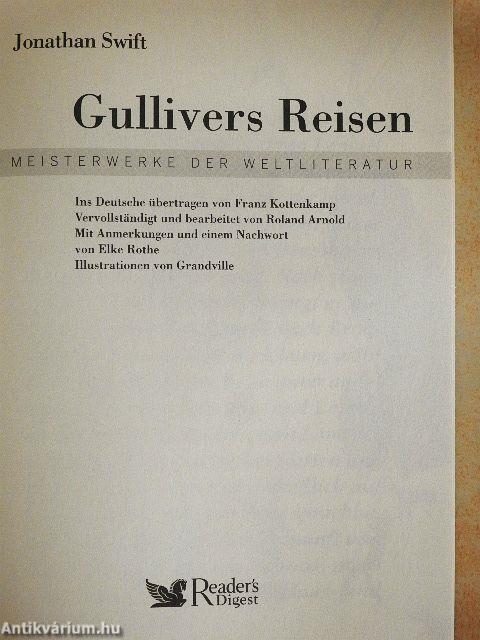 Jonathan Swift
Gullivers Reisen
MEISTERWERKE DER WELTLITERATUR
Ins Deutsche übertragen von Franz Kottenkamp
Vervollständigt und bearbeitet von Roland Arnold
Mit Anmerkungen und einem Nachwort
von Elke Rothe
Illustrationen von Grandville
Reader's
Digest
Antikvárium.hu